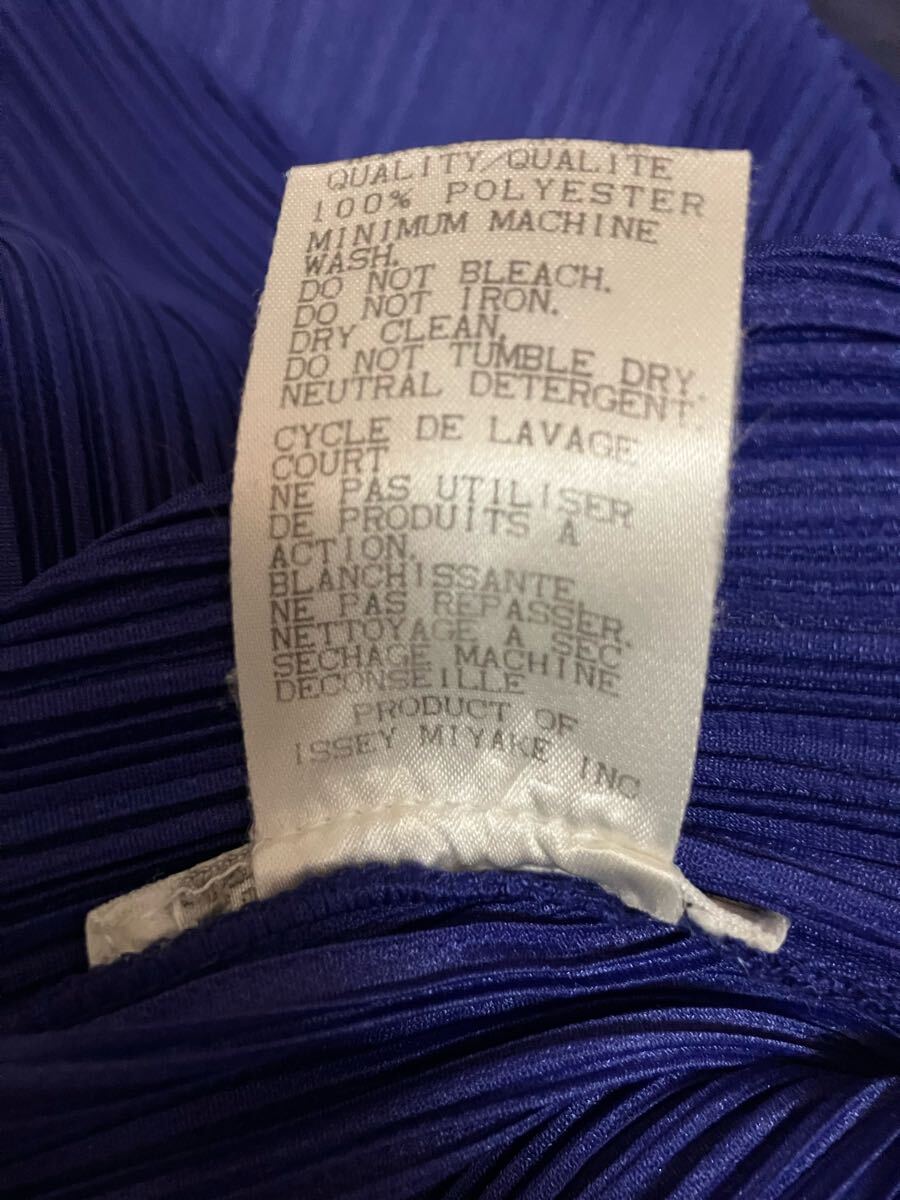 QUALITY/QUALITE
100% POLYESTER
MINIMUM MACHINE
WASH.
DO NOT BLEACH.
DO NOT IRON.
DRY CLEAN.
DO NOT TUMBLE DRY
NEUTRAL DETERGENT.
CYCLE DE LAVAGE
COURT
NE PAS UTILISER
DE PRODUITS A
ACTION.
BLANCHISSANTE
NE PAS REPASSER.
NETTOYAGE A SEC
SECHAGE MACHINE
DECONSEILLE
PRODUCT OF
ISSEY MIYAKE INC